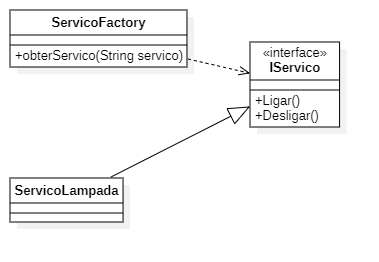 ServicoFactory
+obterServico(String servico)
«interface»
IServico
+Ligar()
+Desligar()
ServicoLampada